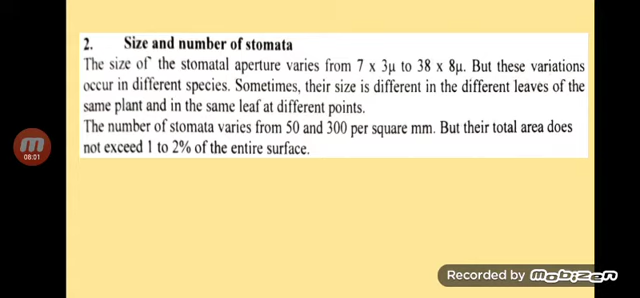 2. Size and number of stomata
The size of the stomatal aperture varies from 7 x 3µ to 38 x 8µ. But these variations
occur in different species. Sometimes, their size is different in the different leaves of the
same plant and in the same leaf at different points.
The number of stomata varies from 50 and 300 per square mm. But their total area does
not exceed 1 to 2% of the entire surface.
08:01
Recorded by Mobizen